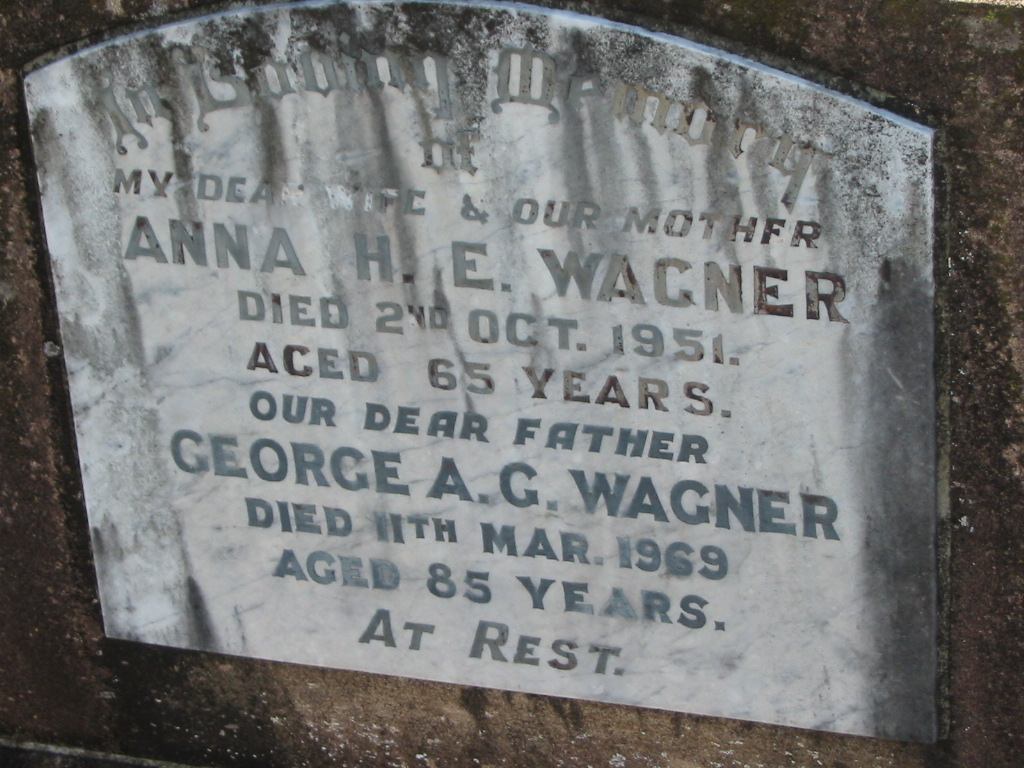 In Loving Memory
of
MY DEAR WIFE & OUR MOTHER
ANNA H. E. WAGNER
DIED 2ND OCT. 1951.
AGED 65 YEARS.
OUR DEAR FATHER
GEORGE A. G. WAGNER
DIED 11TH MAR. 1969
AGED 85 YEARS.
AT REST.